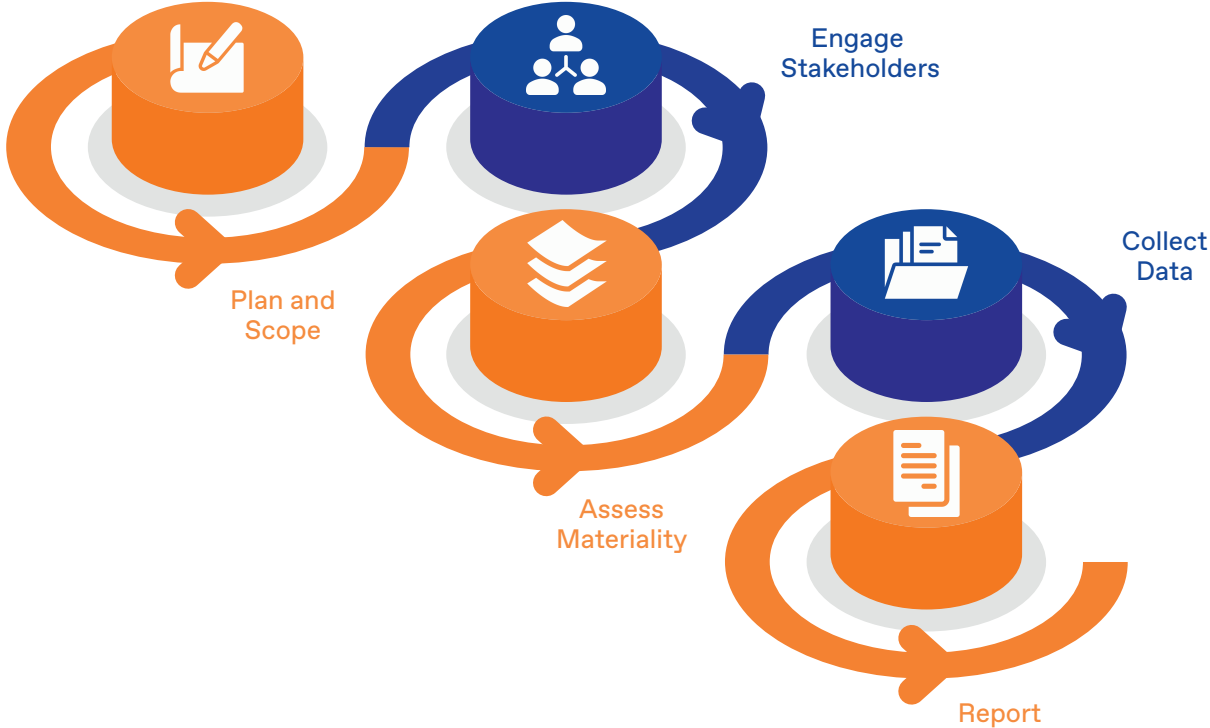 Plan and
Scope
Engage
Stakeholders
Assess
Materiality
Collect
Data
Report